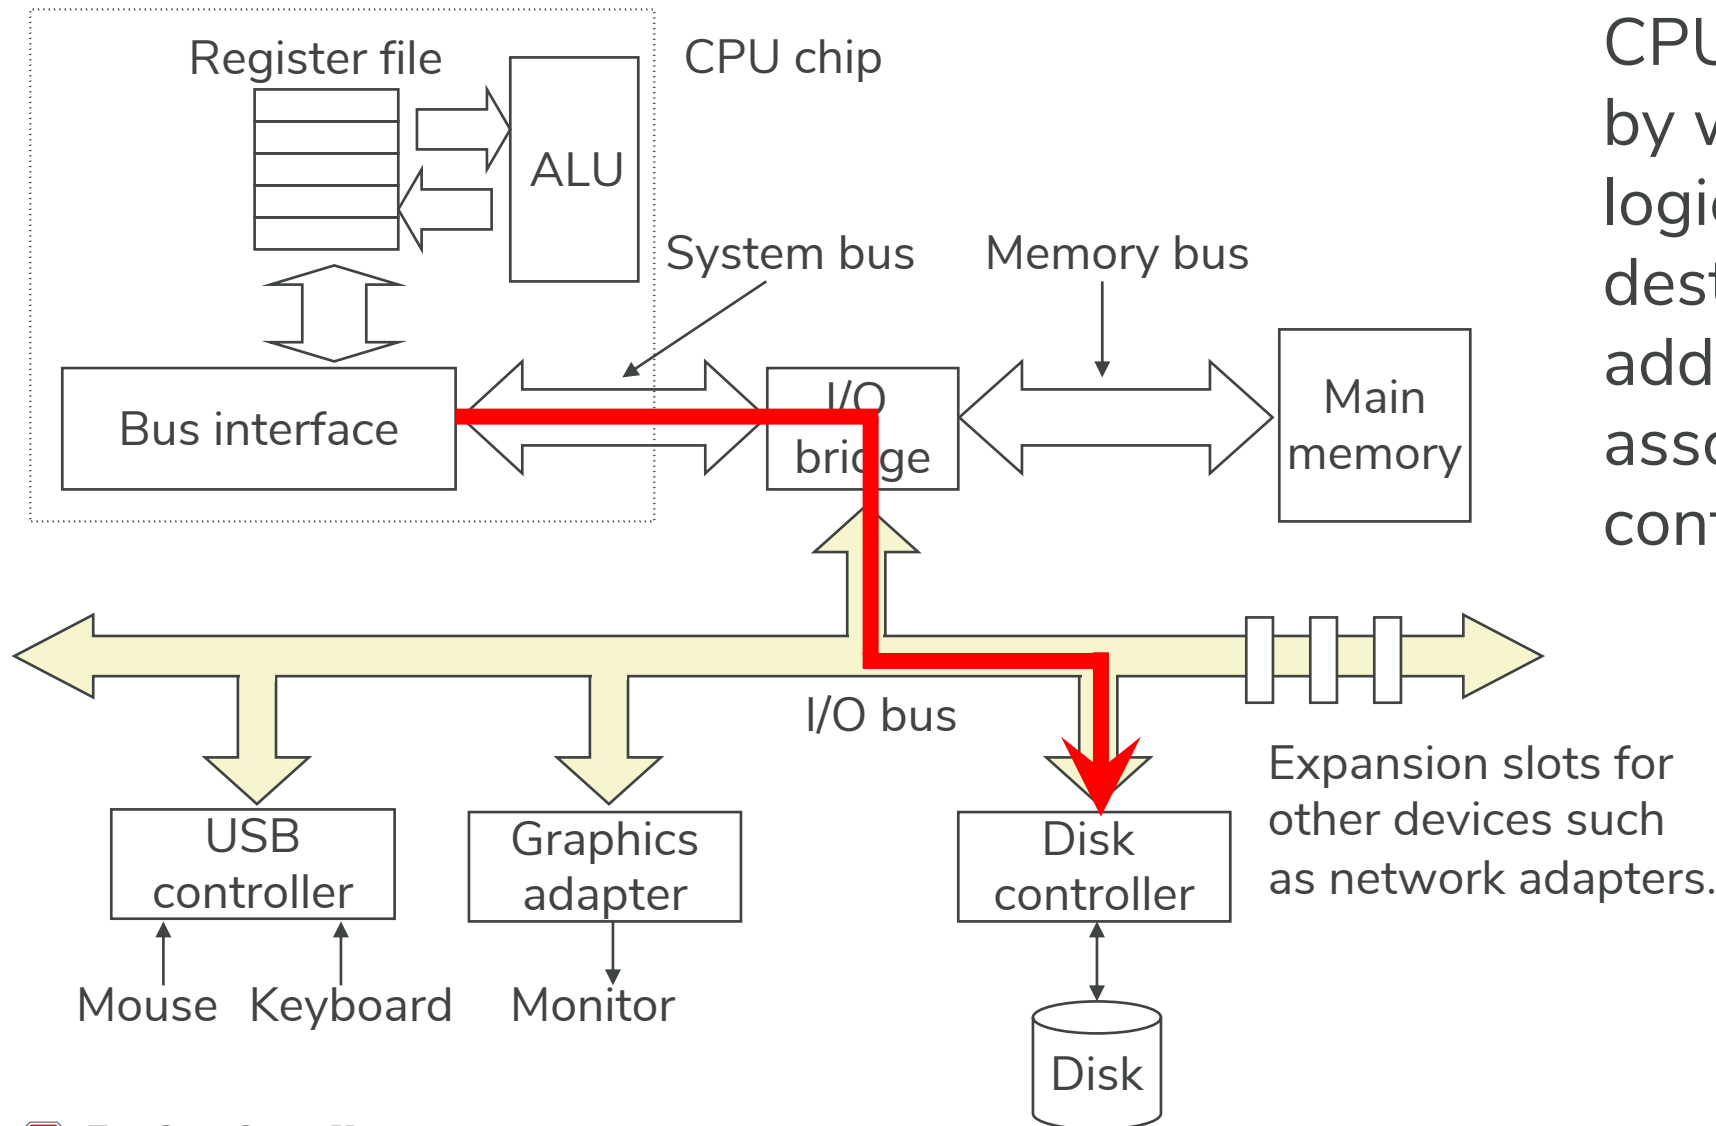 Register file
CPU chip
ALU
System bus
Memory bus
Bus interface
I/O
bridge
Main
memory
I/O bus
Expansion slots for
other devices such
as network adapters.
USB
controller
Graphics
adapter
Disk
controller
Mouse
Keyboard
Monitor
Disk
by